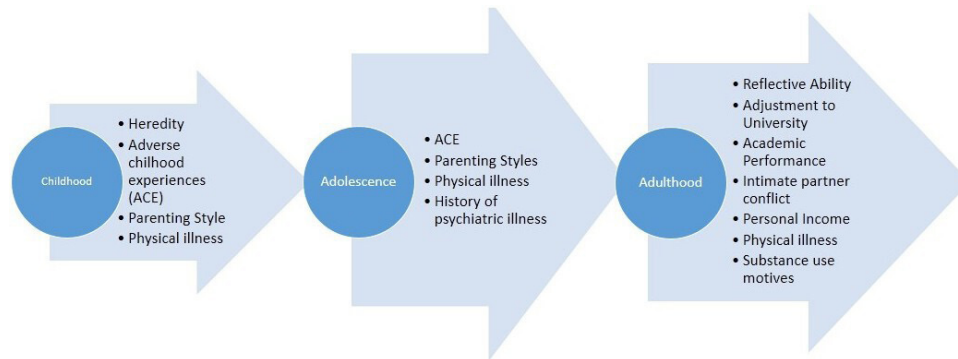 Childhood
• Heredity
• Adverse
chilhood
experiences
(ACE)
• Parenting Style
• Physical illness
Adolescence
• ACE
• Parenting Styles
• Physical illness
• History of
psychiatric illness
Adulthood
• Reflective Ability
• Adjustment to
University
• Academic
Performance
• Intimate partner
conflict
• Personal Income
• Physical illness
• Substance use
motives